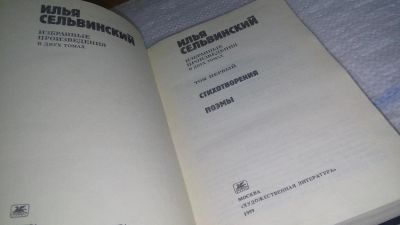 ИЛЬЯ
СЕЛЬВИНСКИЙ
ИЗБРАННЫЕ
ПРОИЗВЕДЕНИЯ
В ДВУХ ТОМАХ
ИЛЬЯ
СЕЛЬВИНСКИЙ
ИЗБРАННЫЕ
ПРОИЗВЕДЕНИЯ
В ДВУХ ТОМАХ
ТОМ ПЕРВЫЙ
СТИХОТВОРЕНИЯ
ПОЭМЫ
МОСКВА
«ХУДОЖЕСТВЕННАЯ ЛИТЕРАТУРА»
1989